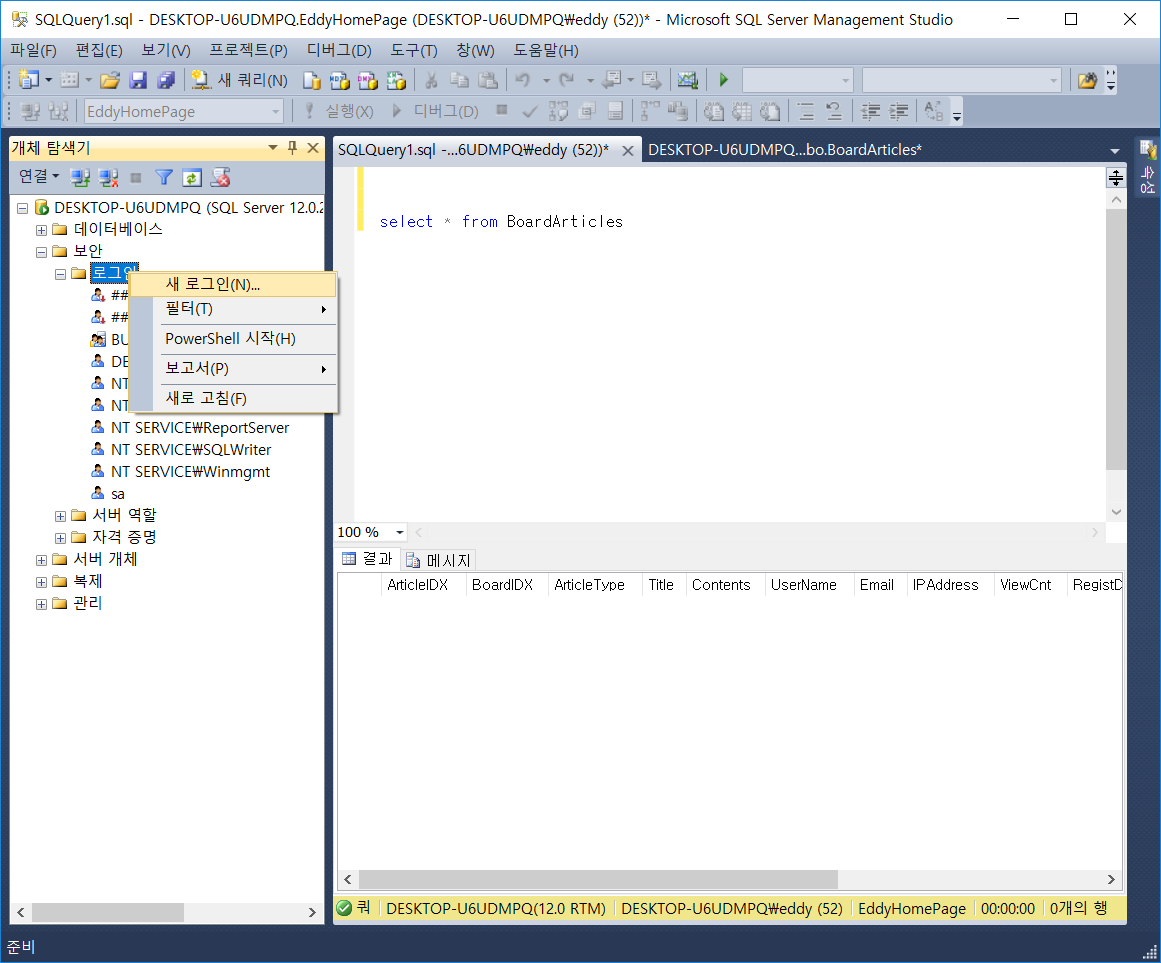 SQLQuery1.sql - DESKTOP-U6UDMPQ.EddyHomePage (DESKTOP-U6UDMPQ₩eddy (52))* - Microsoft SQL Server Management Studio
파일(F) 편집(E) 보기(V) 프로젝트(P) 디버그(D) 도구(T) 창(W) 도움말(H)
새 쿼리(N)
EddyHomePage 실행(X) 디버그(D)
개체 탐색기
SQLQuery1.sql -...6UDMPQ₩eddy (52))*
DESKTOP-U6UDMPQ...bo.BoardArticles*
속성
연결
DESKTOP-U6UDMPQ (SQL Server 12.0.2
데이터베이스
보안
로그인
##
##
BU
DE
NT
NT
NT SERVICE₩ReportServer
NT SERVICE₩SQLWriter
NT SERVICE₩Winmgmt
sa
서버 역할
자격 증명
서버 개체
복제
관리
새 로그인(N)...
필터(T)
PowerShell 시작(H)
보고서(P)
새로 고침(F)
select * from BoardArticles
100 %
결과 메시지
ArticleIDX BoardIDX ArticleType Title Contents UserName Email IPAddress ViewCnt RegistD
쿼 DESKTOP-U6UDMPQ(12.0 RTM) DESKTOP-U6UDMPQ₩eddy (52) EddyHomePage 00:00:00 0개의 행
준비